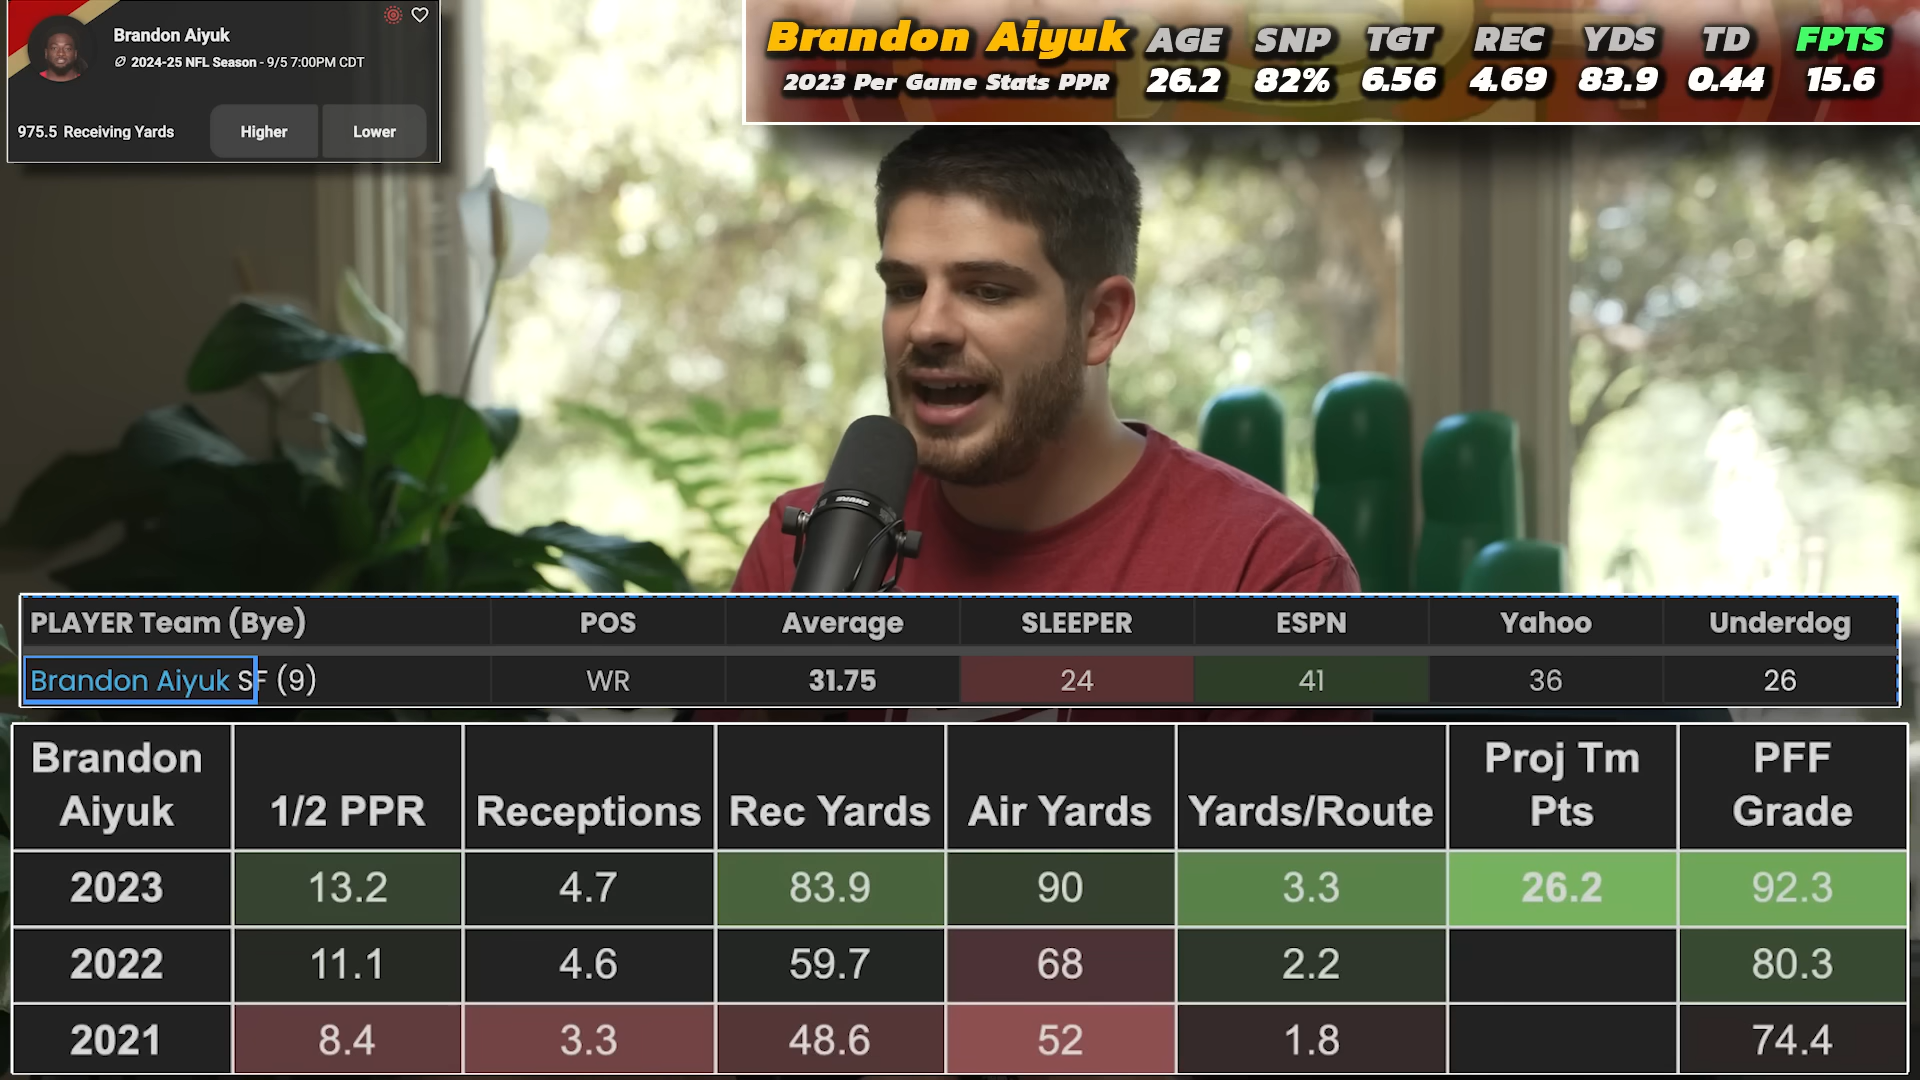 Brandon Aiyuk
2024-25 NFL Season - 9/5 7:00PM CDT
975.5 Receiving Yards Higher Lower
Brandon Aiyuk AGE SNP TGT REC YDS TD FPTS
2023 Per Game Stats PPR 26.2 82% 6.56 4.69 83.9 0.44 15.6
PLAYER Team (Bye) POS Average SLEEPER ESPN Yahoo Underdog
Brandon Aiyuk SF (9) WR 31.75 24 41 36 26
Brandon Proj Tm PFF
Aiyuk 1/2 PPR Receptions Rec Yards Air Yards Yards/Route Pts Grade
2023 13.2 4.7 83.9 90 3.3 26.2 92.3
2022 11.1 4.6 59.7 68 2.2 80.3
2021 8.4 3.3 48.6 52 1.8 74.4